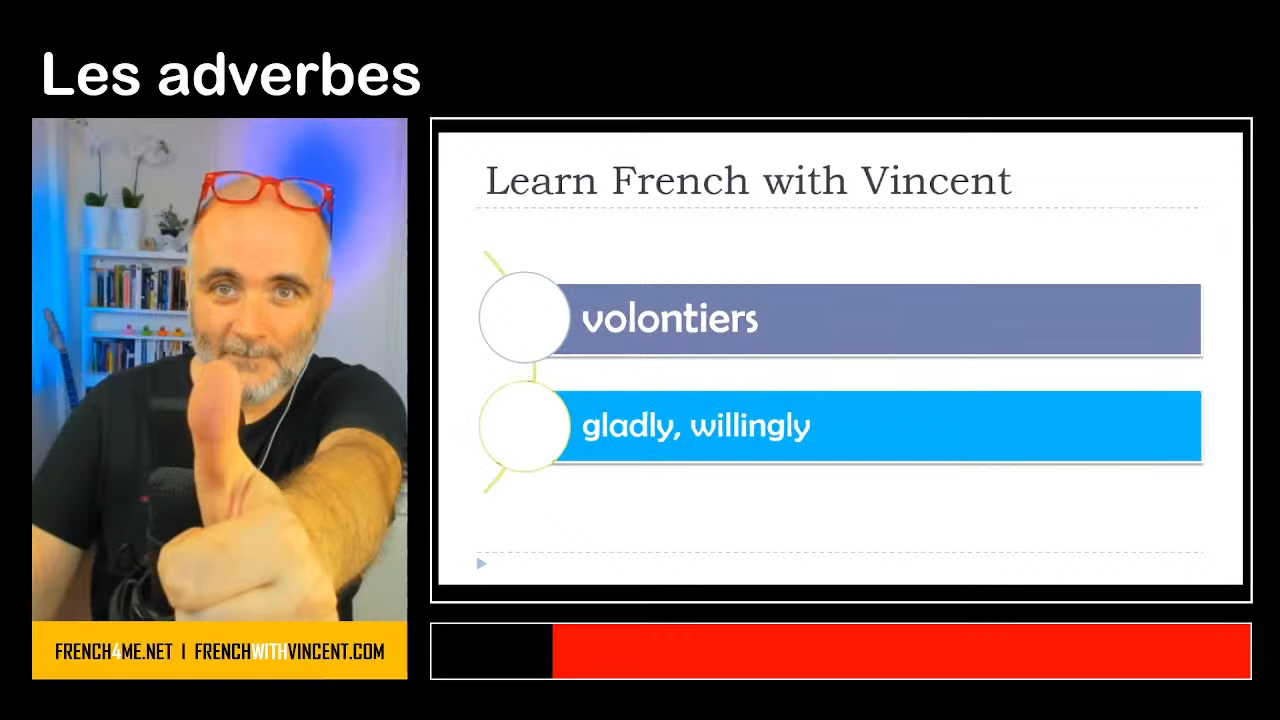 Les adverbes
Learn French with Vincent
volontiers
gladly, willingly
FRENCH4ME.NET I FRENCHWITHVINCENT.COM